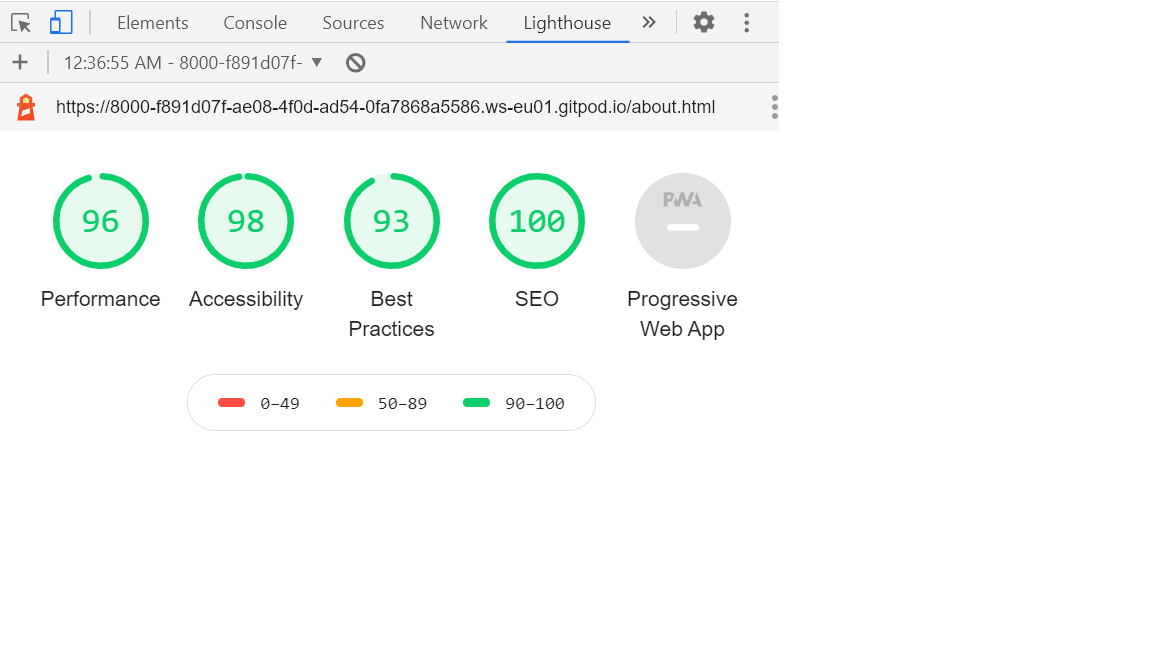 Elements Console Sources Network Lighthouse
12:36:55 AM - 8000-f891d07f-
https://8000-f891d07f-ae08-4f0d-ad54-0fa7868a5586.ws-eu01.gitpod.io/about.html
96 98 93 100 PWA
Performance Accessibility Best Practices SEO Progressive Web App
0–49 50–89 90–100